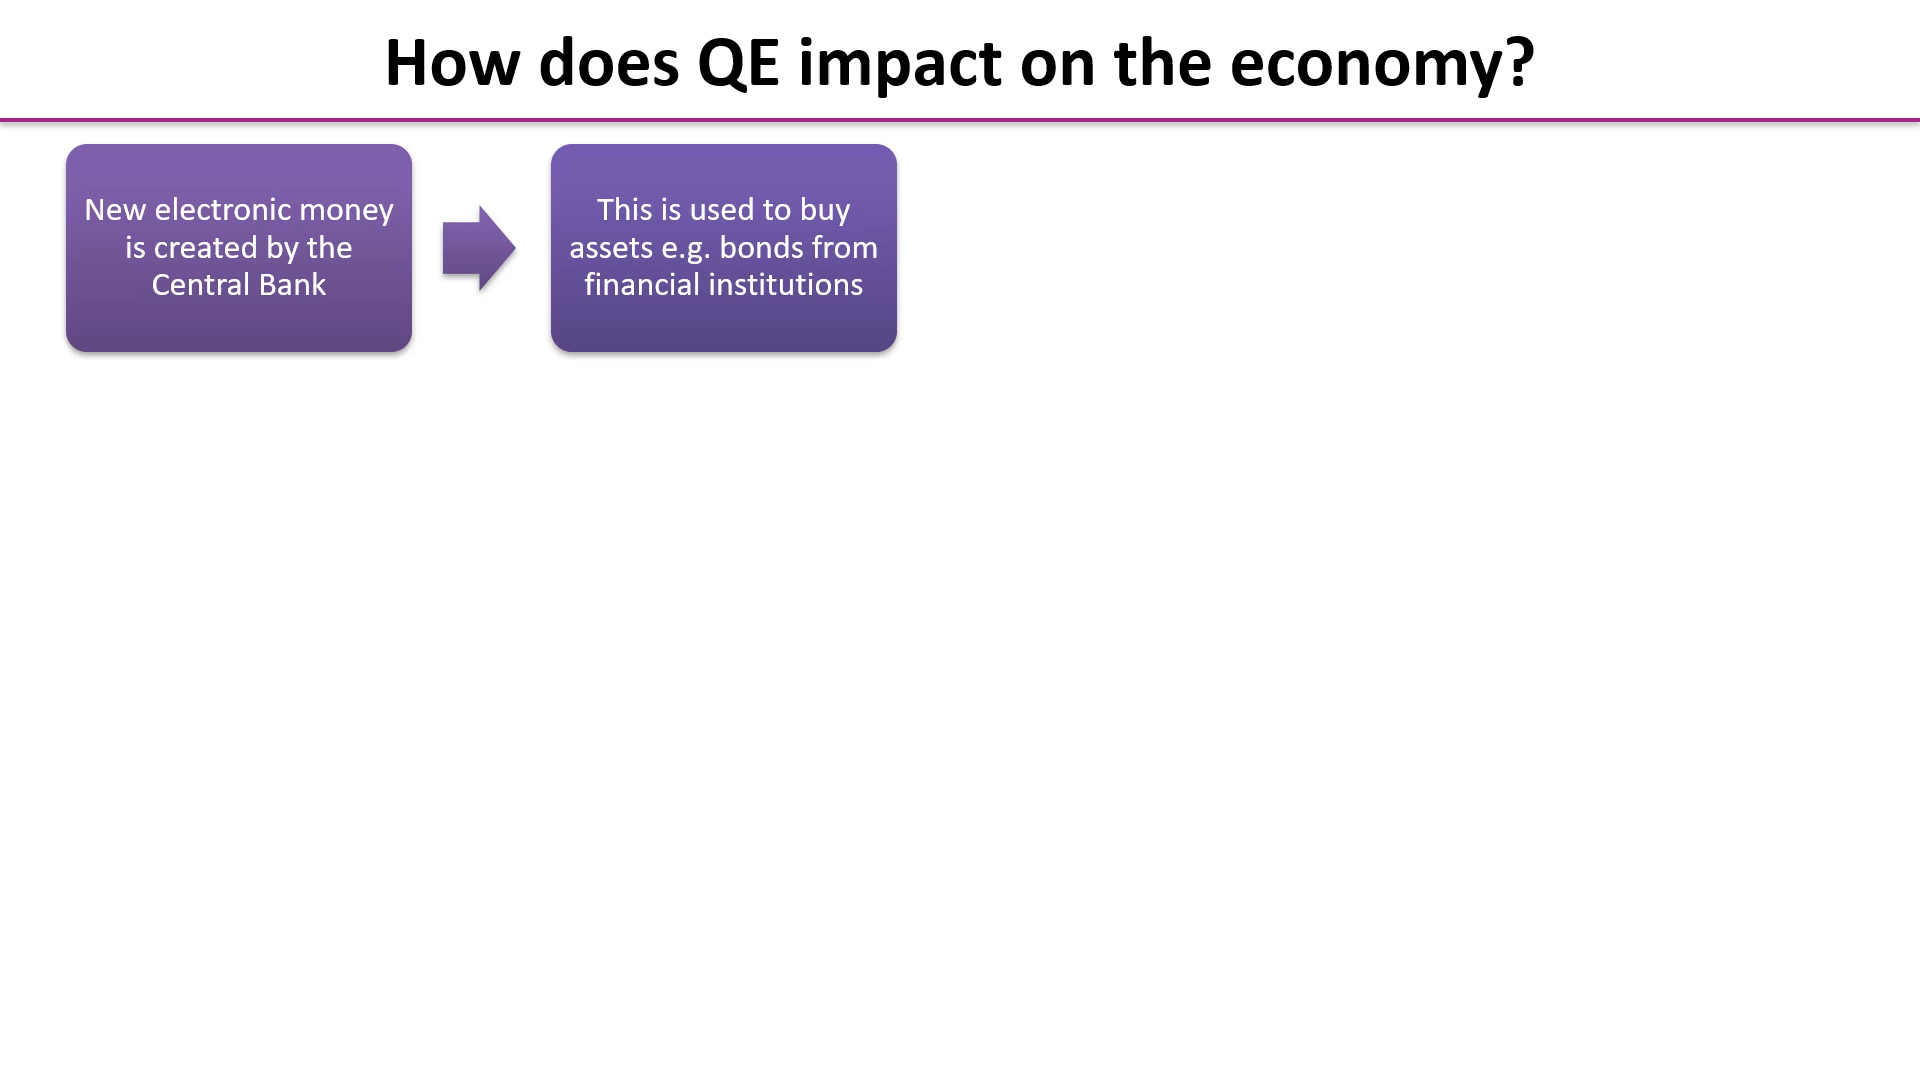 How does QE impact on the economy?
New electronic money
is created by the
Central Bank
This is used to buy
assets e.g. bonds from
financial institutions